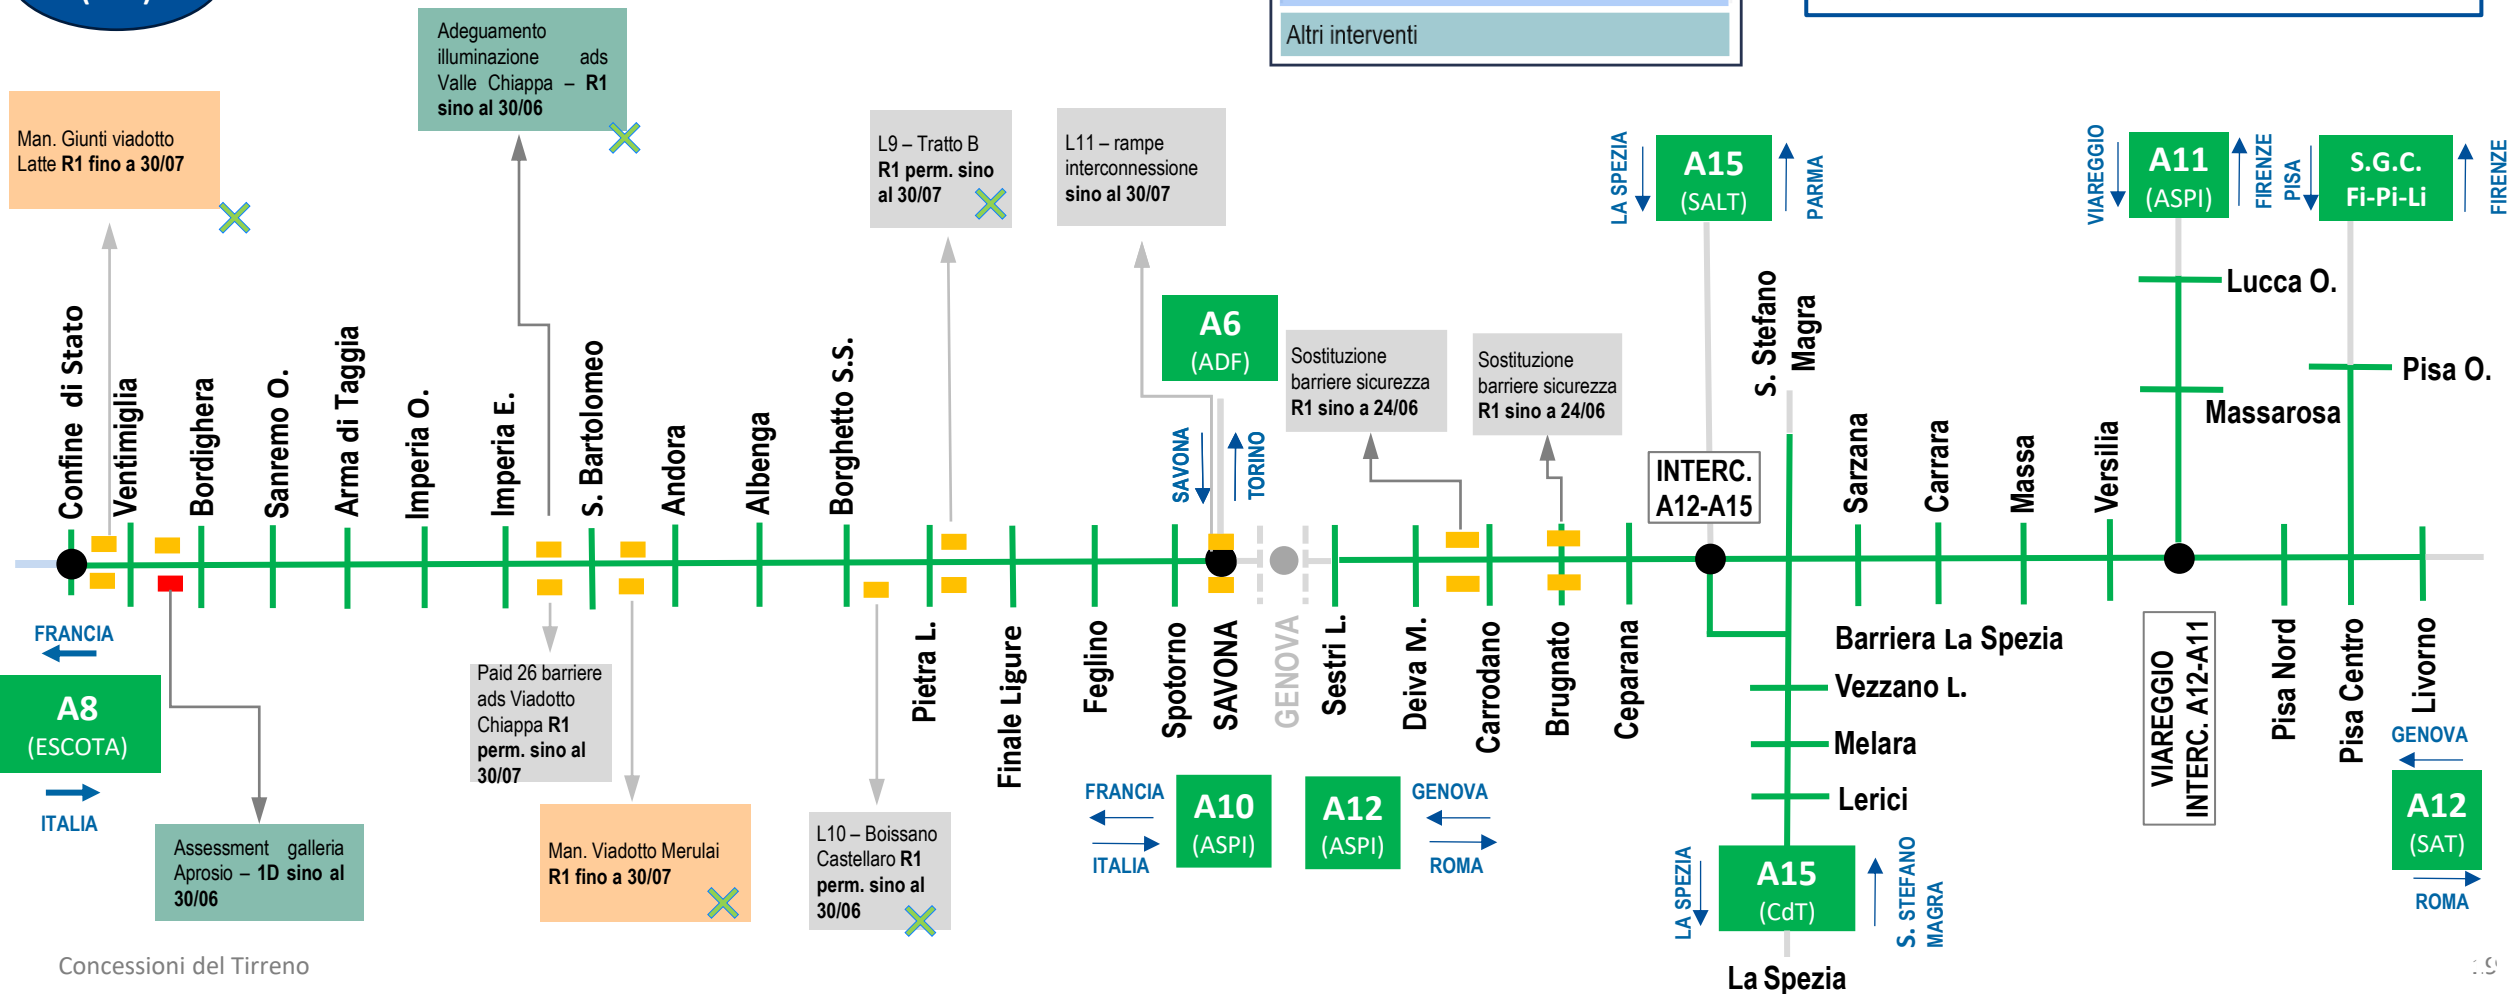 Altri interventi
Adeguamento
illuminazione ads
Valle Chiappa – R1
sino al 30/06
Man. Giunti viadotto
Latte R1 fino a 30/07
L9 – Tratto B
R1 perm. sino
al 30/07
L11 – rampe
interconnessione
sino al 30/07
LA SPEZIA
A15
(SALT)
PARMA
VIAREGGIO
A11
(ASPI)
FIRENZE
PISA
S.G.C.
Fi-Pi-Li
FIRENZE
A6
(ADF)
SAVONA
TORINO
Sostituzione
barriere sicurezza
R1 sino a 24/06
Sostituzione
barriere sicurezza
R1 sino a 24/06
INTERC.
A12-A15
s. Stefano
Magra
Lucca O.
Massarosa
Pisa O.
Confine di Stato
Ventimiglia
Bordighera
Sanremo O.
Arma di Taggia
Imperia O.
Imperia E.
S. Bartolomeo
Andora
Albenga
Borghetto S.S.
Pietra L.
Finale Ligure
Feglino
Spotorno
SAVONA
GENOVA
Sestri L.
Deiva M.
Carrodano
Brugnato
Ceparana
Sarzana
Carrara
Massa
Versilia
VIAREGGIO
INTERC. A12-A11
Pisa Nord
Pisa Centro
Livorno
Barriera La Spezia
Vezzano L.
Melara
Lerici
FRANCIA
A8
(ESCOTA)
ITALIA
Paid 26 barriere
ads Viadotto
Chiappa R1
perm. sino al
30/07
Assessment galleria
Aprosio – 1D sino al
30/06
Man. Viadotto Merulai
R1 fino a 30/07
L10 – Boissano
Castellaro R1
perm. sino al
30/06
FRANCIA
ITALIA
A10
(ASPI)
A12
(ASPI)
GENOVA
ROMA
LA SPEZIA
A15
(CdT)
S. STEFANO
MAGRA
La Spezia
GENOVA
A12
(SAT)
ROMA
Concessioni del Tirreno